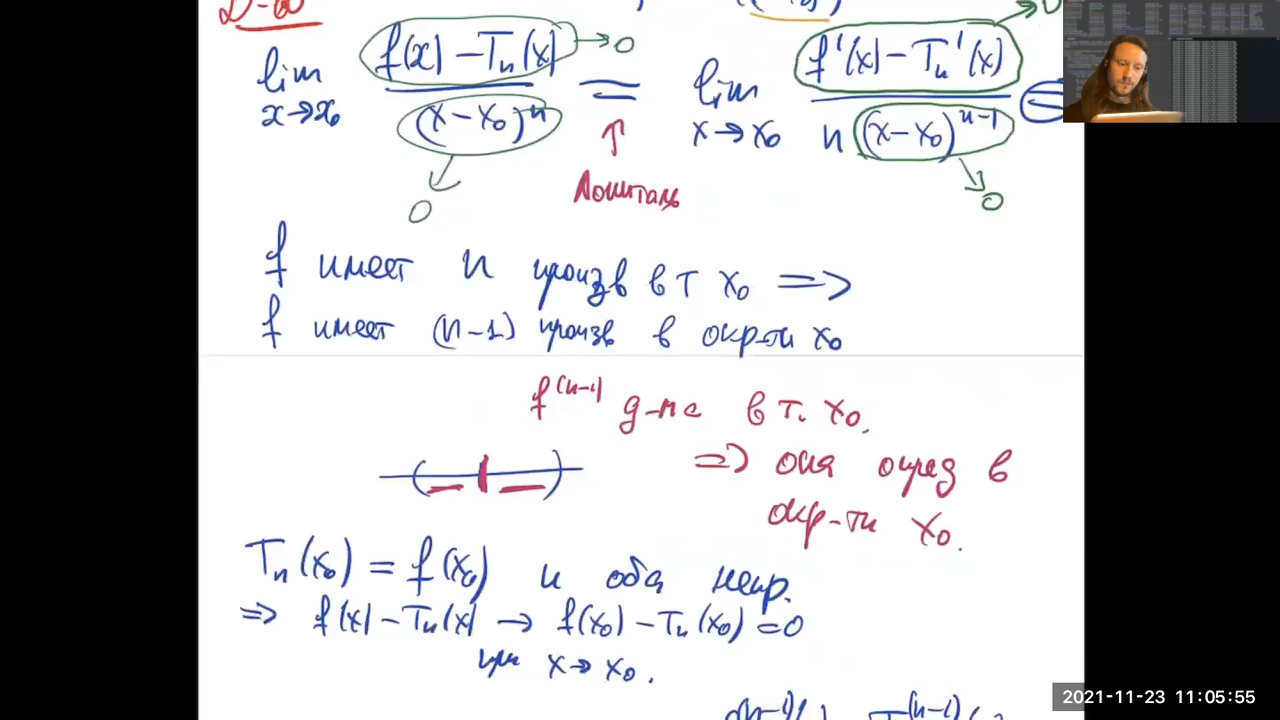 Д-во
lim x→x₀ (f(x) - Tₙ(x)) → 0 / (x-x₀)ⁿ = lim x→x₀ (f'(x) - Tₙ'(x)) → 0 / n(x-x₀)ⁿ⁻¹ =
0 ↑ 0
Лопиталь
f имеет n произв в т x₀ =>
f имеет (n-1) произв в окр-ти x₀
f⁽ⁿ⁻¹⁾ д-ма в т. x₀.
=> она опред в
окр-ти x₀.
Tₙ(x₀) = f(x₀) и оба непр.
=> f(x) - Tₙ(x) → f(x₀) - Tₙ(x₀) = 0
при x→x₀.
2021-11-23 11:05:55